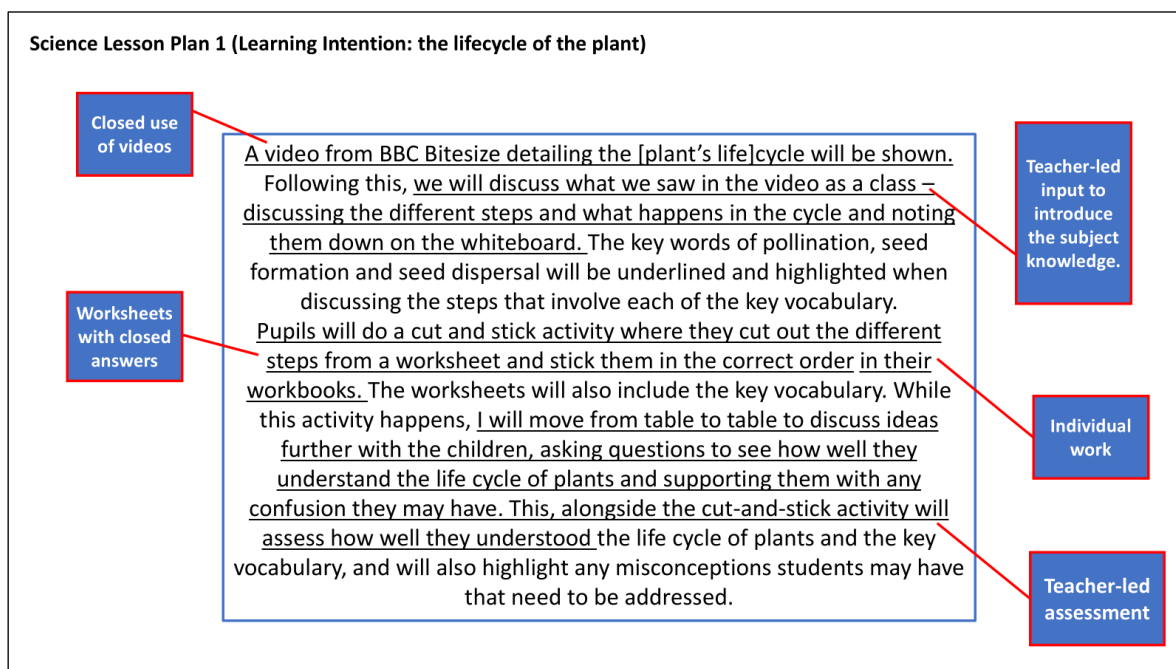 Science Lesson Plan 1 (Learning Intention: the lifecycle of the plant)
Closed use
of videos
A video from BBC Bitesize detailing the [plant’s life]cycle will be shown.
Following this, we will discuss what we saw in the video as a class –
discussing the different steps and what happens in the cycle and noting
them down on the whiteboard. The key words of pollination, seed
formation and seed dispersal will be underlined and highlighted when
discussing the steps that involve each of the key vocabulary.
Pupils will do a cut and stick activity where they cut out the different
steps from a worksheet and stick them in the correct order in their
workbooks. The worksheets will also include the key vocabulary. While
this activity happens, I will move from table to table to discuss ideas
further with the children, asking questions to see how well they
understand the life cycle of plants and supporting them with any
confusion they may have. This, alongside the cut-and-stick activity will
assess how well they understood the life cycle of plants and the key
vocabulary, and will also highlight any misconceptions students may have
that need to be addressed.
Teacher-led
input to
introduce
the subject
knowledge.
Worksheets
with closed
answers
Individual
work
Teacher-led
assessment